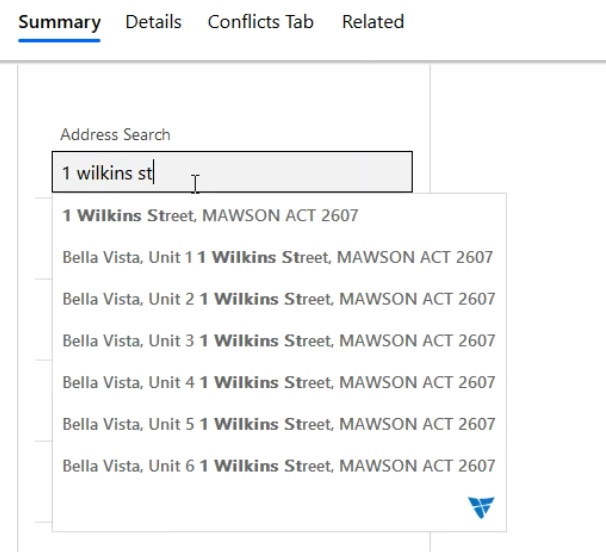 Summary Details Conflicts Tab Related
Address Search
1 wilkins st
1 Wilkins Street, MAWSON ACT 2607
Bella Vista, Unit 1 1 Wilkins Street, MAWSON ACT 2607
Bella Vista, Unit 2 1 Wilkins Street, MAWSON ACT 2607
Bella Vista, Unit 3 1 Wilkins Street, MAWSON ACT 2607
Bella Vista, Unit 4 1 Wilkins Street, MAWSON ACT 2607
Bella Vista, Unit 5 1 Wilkins Street, MAWSON ACT 2607
Bella Vista, Unit 6 1 Wilkins Street, MAWSON ACT 2607